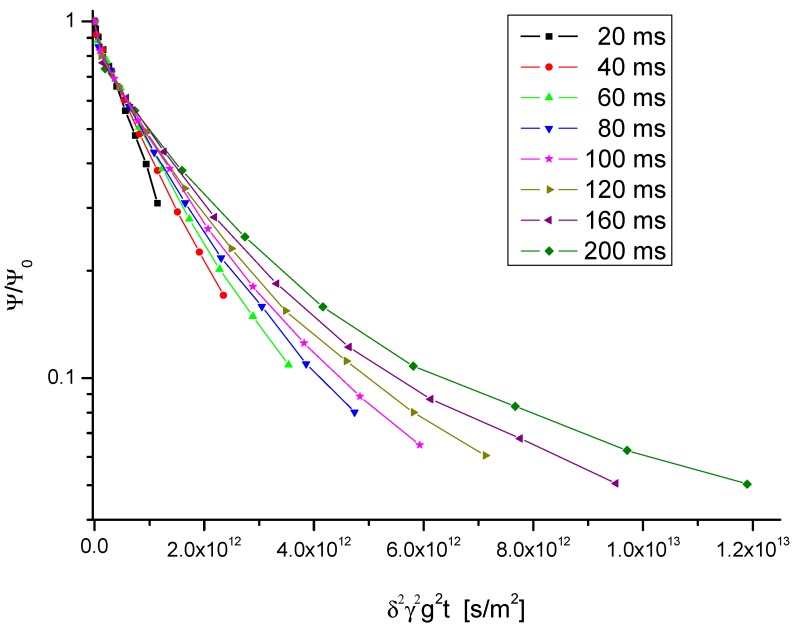 1
0.1
Ψ/Ψ₀
20 ms
40 ms
60 ms
80 ms
100 ms
120 ms
160 ms
200 ms
0.0 2.0x10¹² 4.0x10¹² 6.0x10¹² 8.0x10¹² 1.0x10¹³ 1.2x10¹³
δ²γ²g²t [s/m²]